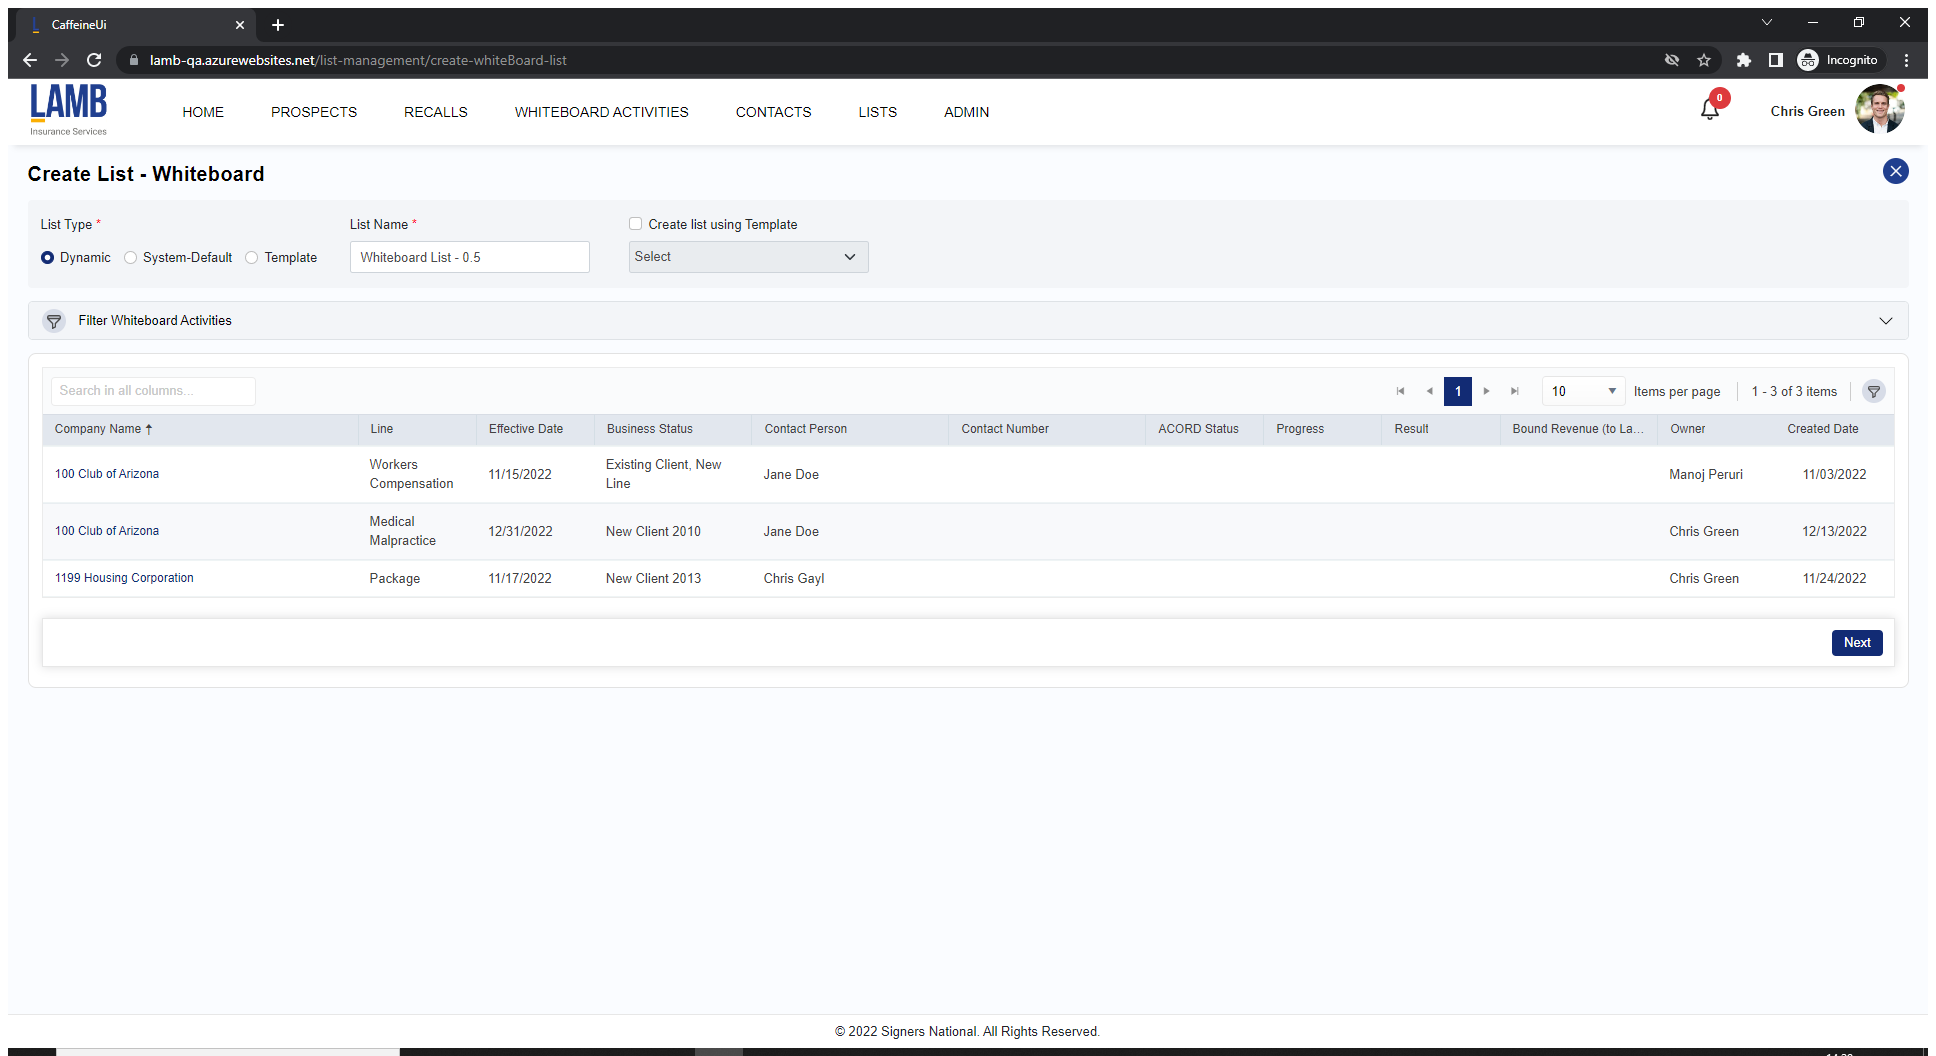 CaffeineUi
lamb-qa.azurewebsites.net/list-management/create-whiteBoard-list
Incognito
LAMB
Insurance Services
HOME PROSPECTS RECALLS WHITEBOARD ACTIVITIES CONTACTS LISTS ADMIN
0
Chris Green
Create List - Whiteboard
List Type * List Name * Create list using Template
Dynamic System-Default Template Whiteboard List - 0.5 Select
Filter Whiteboard Activities
Search in all columns... 1 10 Items per page 1 - 3 of 3 items
Company Name Line Effective Date Business Status Contact Person Contact Number ACORD Status Progress Result Bound Revenue (to La... Owner Created Date
100 Club of Arizona Workers Compensation 11/15/2022 Existing Client, New Line Jane Doe Manoj Peruri 11/03/2022
100 Club of Arizona Medical Malpractice 12/31/2022 New Client 2010 Jane Doe Chris Green 12/13/2022
1199 Housing Corporation Package 11/17/2022 New Client 2013 Chris Gayl Chris Green 11/24/2022
Next
© 2022 Signers National. All Rights Reserved.